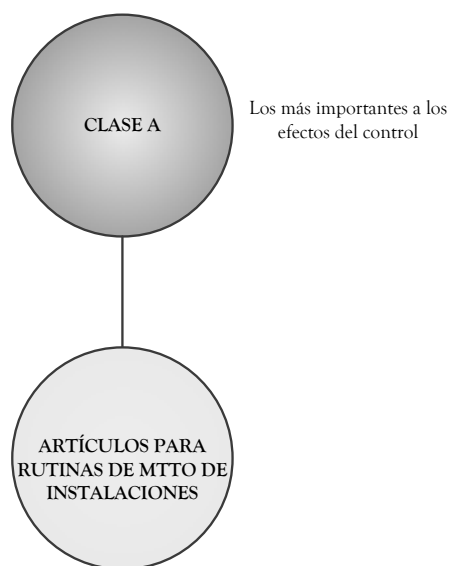 CLASE A
Los más importantes a los
efectos del control
ARTÍCULOS PARA
RUTINAS DE MTTO DE
INSTALACIONES